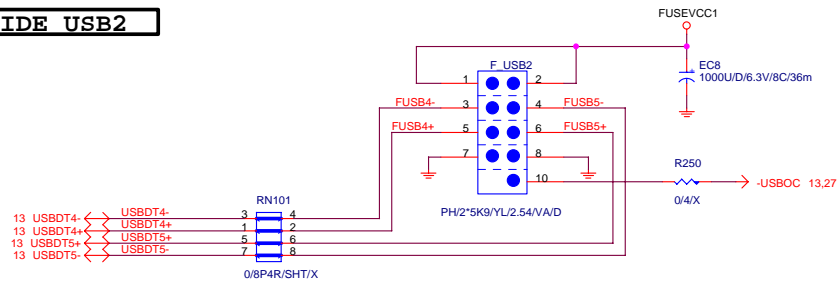 IDE USB2
FUSEVCC1
F_USB2
EC8
1000U/D/6.3V/8C/36m
1 2
FUSB4- 3 4 FUSB5-
FUSB4+ 5 6 FUSB5+
7 8
10
R250
-USBOC 13,27
0/4/X
PH/2*5K9/YL/2.54/VA/D
RN101
13 USBDT4- USBDT4- 3 4
13 USBDT4+ USBDT4+ 1 2
13 USBDT5+ USBDT5+ 5 6
13 USBDT5- USBDT5- 7 8
0/8P4R/SHT/X